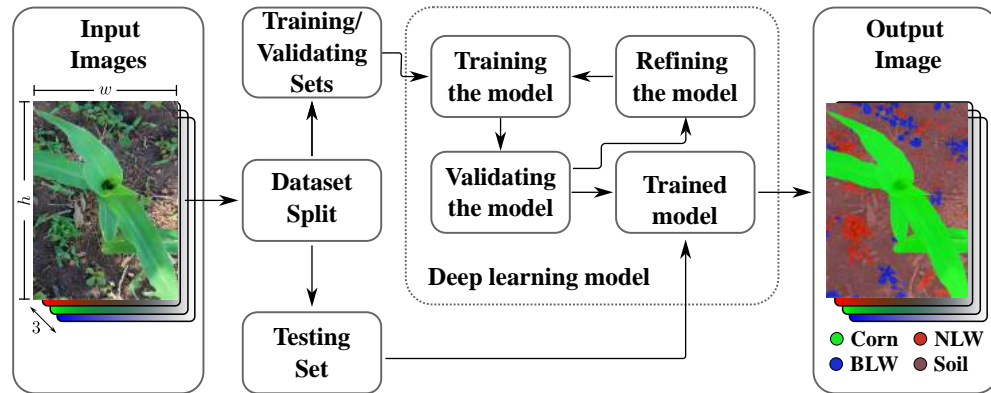 Input
Images
w
h
3
Training/
Validating
Sets
Dataset
Split
Testing
Set
Training
the model
Refining
the model
Validating
the model
Trained
model
Deep learning model
Output
Image
Corn
NLW
BLW
Soil